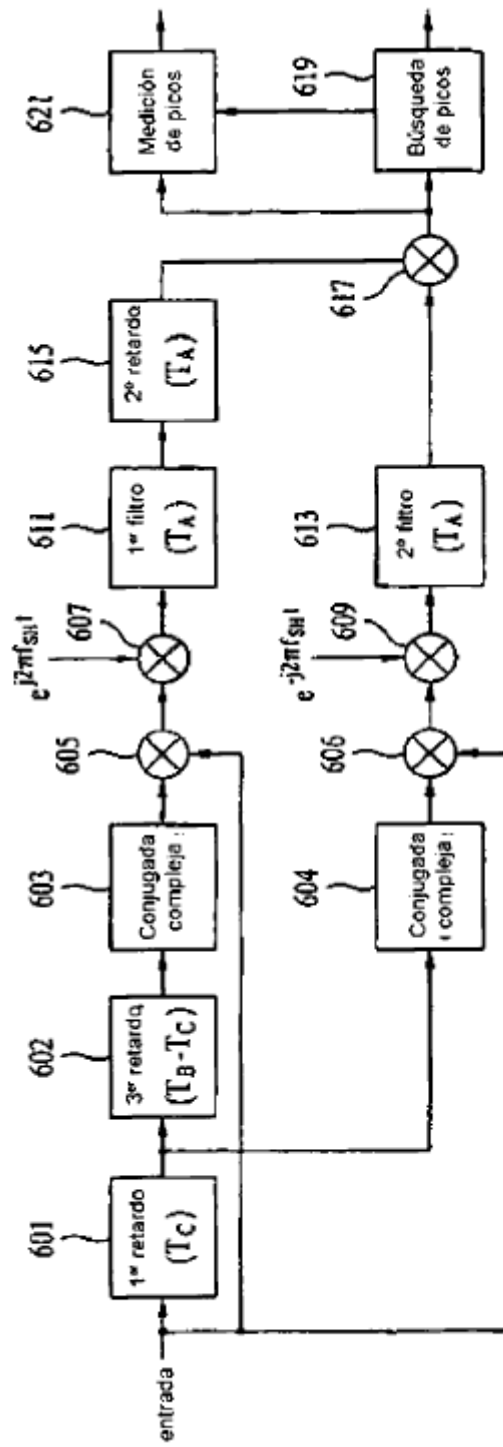 entrada
601
1er retardo
(TC)
602
3er retardo
(TB-TC)
603
Conjugada
compleja
605
607
e^j2πfSHt
611
1er filtro
(TA)
615
2º retardo
(TA)
621
Medición
de picos
604
Conjugada
compleja
606
609
e^-j2πfSHt
613
2º filtro
(TA)
617
619
Búsqueda
de picos